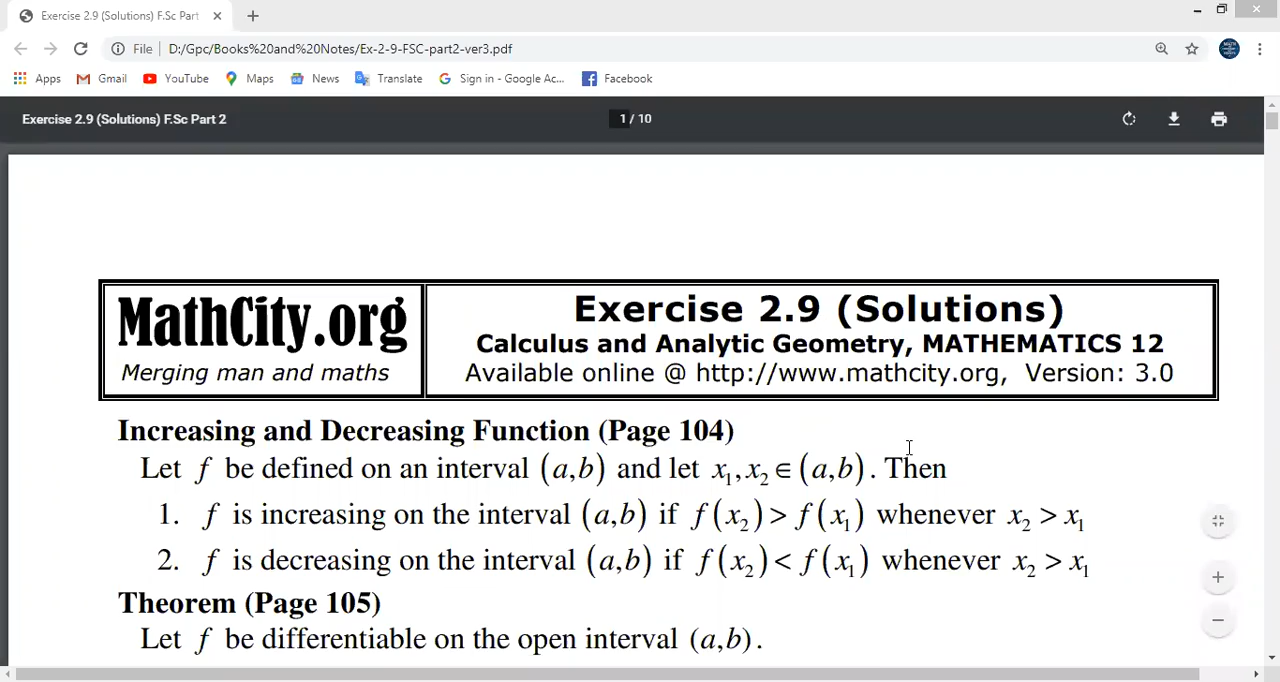 Exercise 2.9 (Solutions) F.Sc Part
File | D:/Gpc/Books%20and%20Notes/Ex-2-9-FSC-part2-ver3.pdf
Apps Gmail YouTube Maps News Translate Sign in - Google Ac... Facebook
Exercise 2.9 (Solutions) F.Sc Part 2 1 / 10
MathCity.org
Merging man and maths
Exercise 2.9 (Solutions)
Calculus and Analytic Geometry, MATHEMATICS 12
Available online @ http://www.mathcity.org, Version: 3.0
Increasing and Decreasing Function (Page 104)
Let f be defined on an interval (a,b) and let x₁,x₂∈(a,b). Then
1. f is increasing on the interval (a,b) if f(x₂)>f(x₁) whenever x₂>x₁
2. f is decreasing on the interval (a,b) if f(x₂)<f(x₁) whenever x₂>x₁
Theorem (Page 105)
Let f be differentiable on the open interval (a,b).